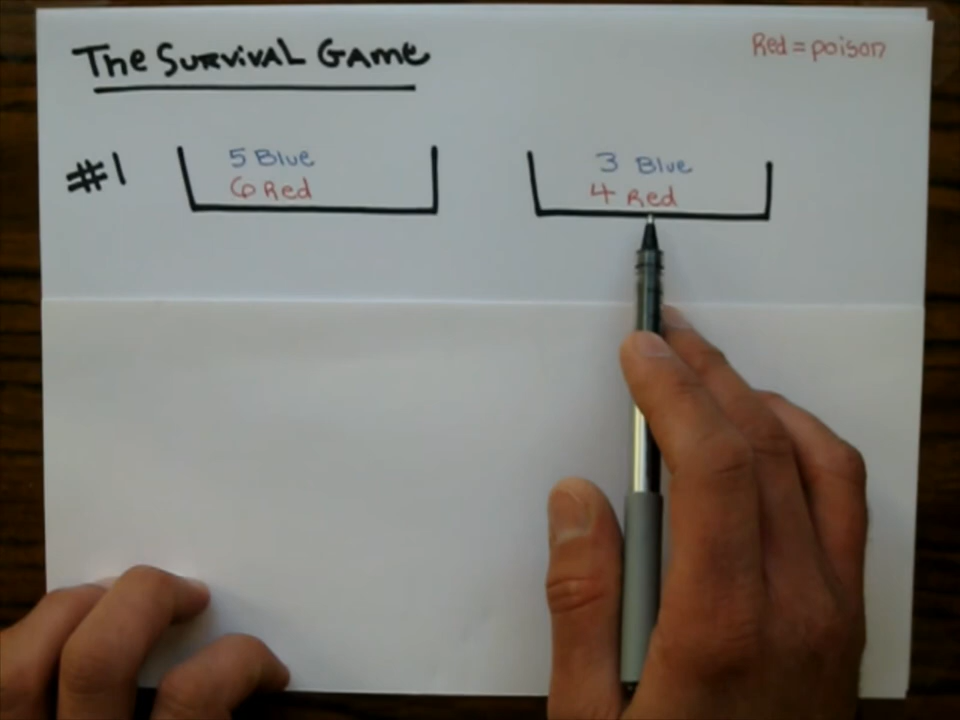 The Survival Game
Red = poison
#1
5 Blue
6 Red
3 Blue
4 Red